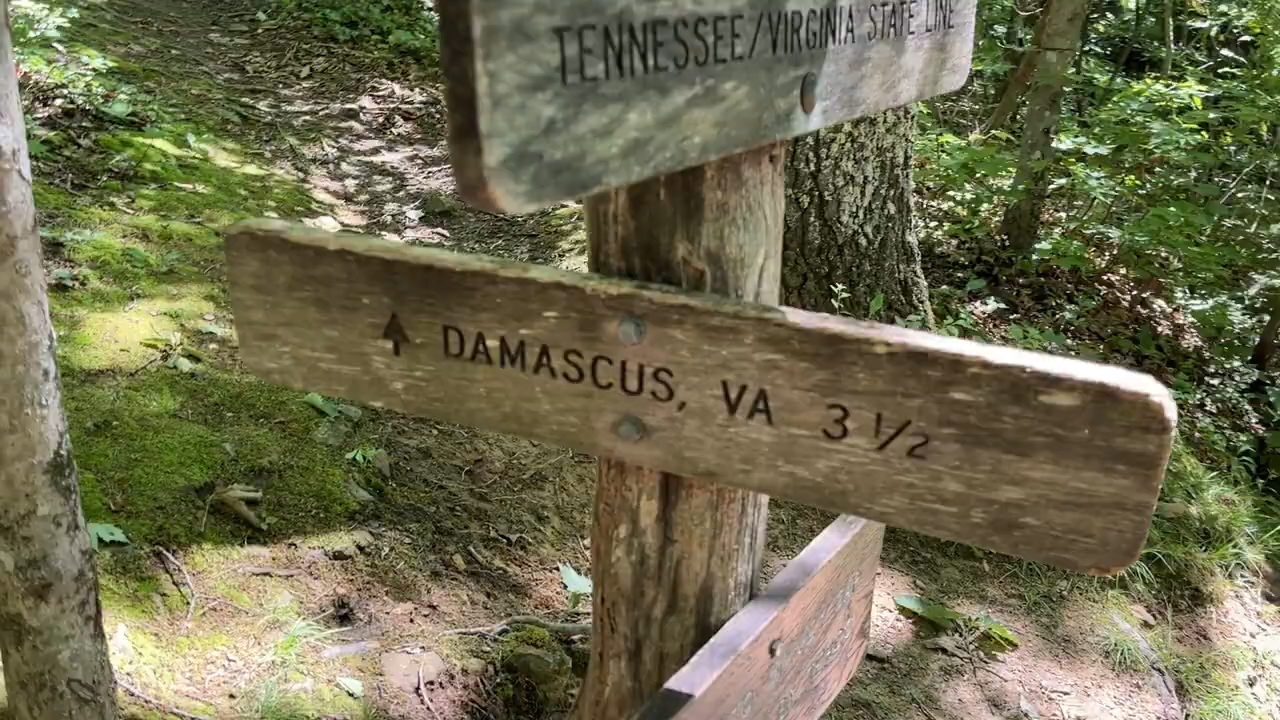 TENNESSEE/VIRGINIA STATE LINE
↑ DAMASCUS, VA 3 1/2